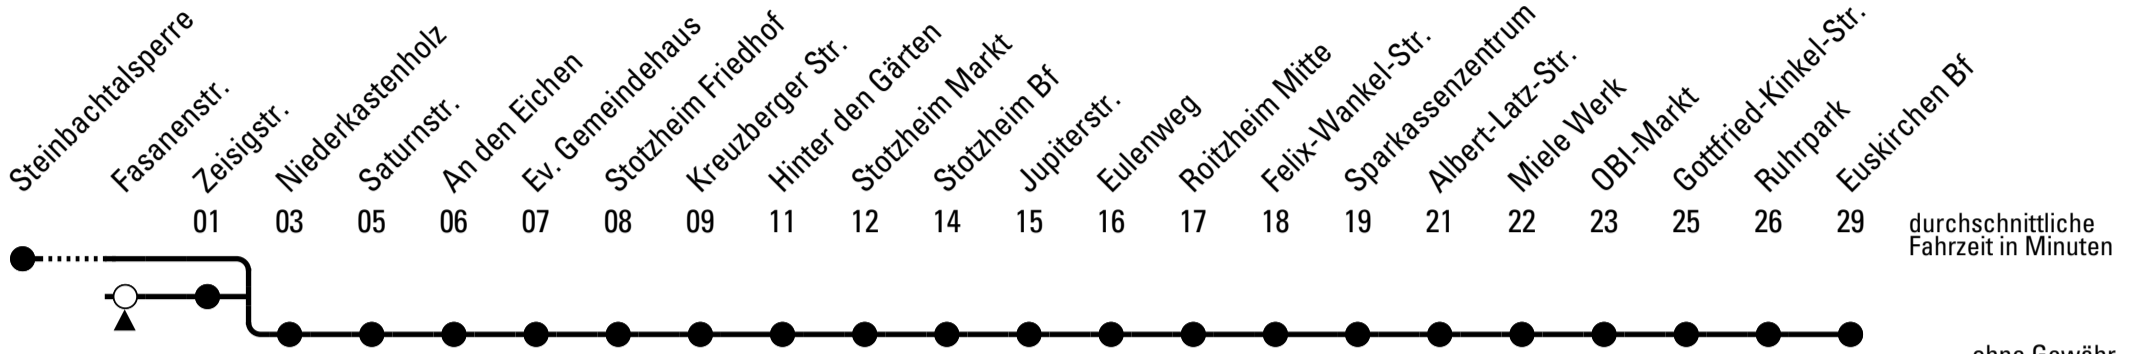 Steinbachtalsperre
Fasanenstr.
Zeisigstr.
Niederkastenholz
Saturnstr.
An den Eichen
Ev. Gemeindehaus
Stotzheim Friedhof
Kreuzberger Str.
Hinter den Gärten
Stotzheim Markt
Stotzheim Bf
Jupiterstr.
Eulenweg
Roitzheim Mitte
Felix-Wankel-Str.
Sparkassenzentrum
Albert-Latz-Str.
Miele Werk
OBI-Markt
Gottfried-Kinkel-Str.
Ruhrpark
Euskirchen Bf
01 03 05 06 07 08 09 11 12 14 15 16 17 18 19 21 22 23 25 26 29
durchschnittliche
Fahrzeit in Minuten
ohne Gewähr